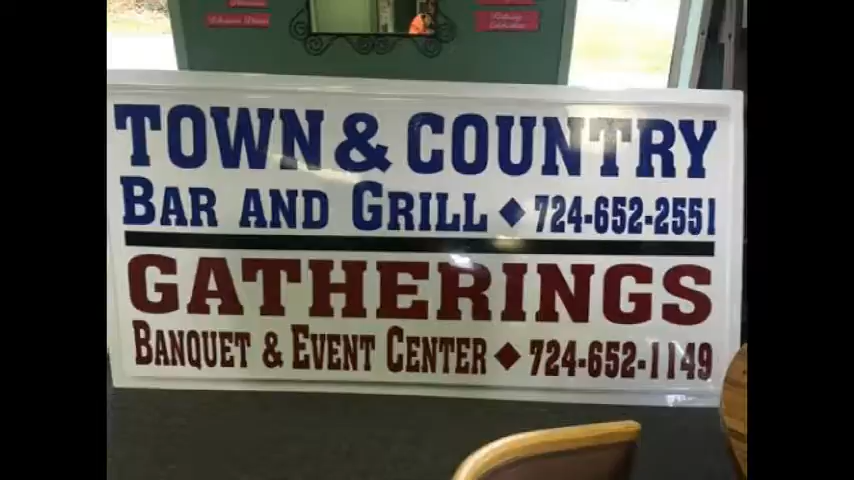 TOWN & COUNTRY
BAR AND GRILL ◆ 724-652-2551
GATHERINGS
BANQUET & EVENT CENTER ◆ 724-652-1149